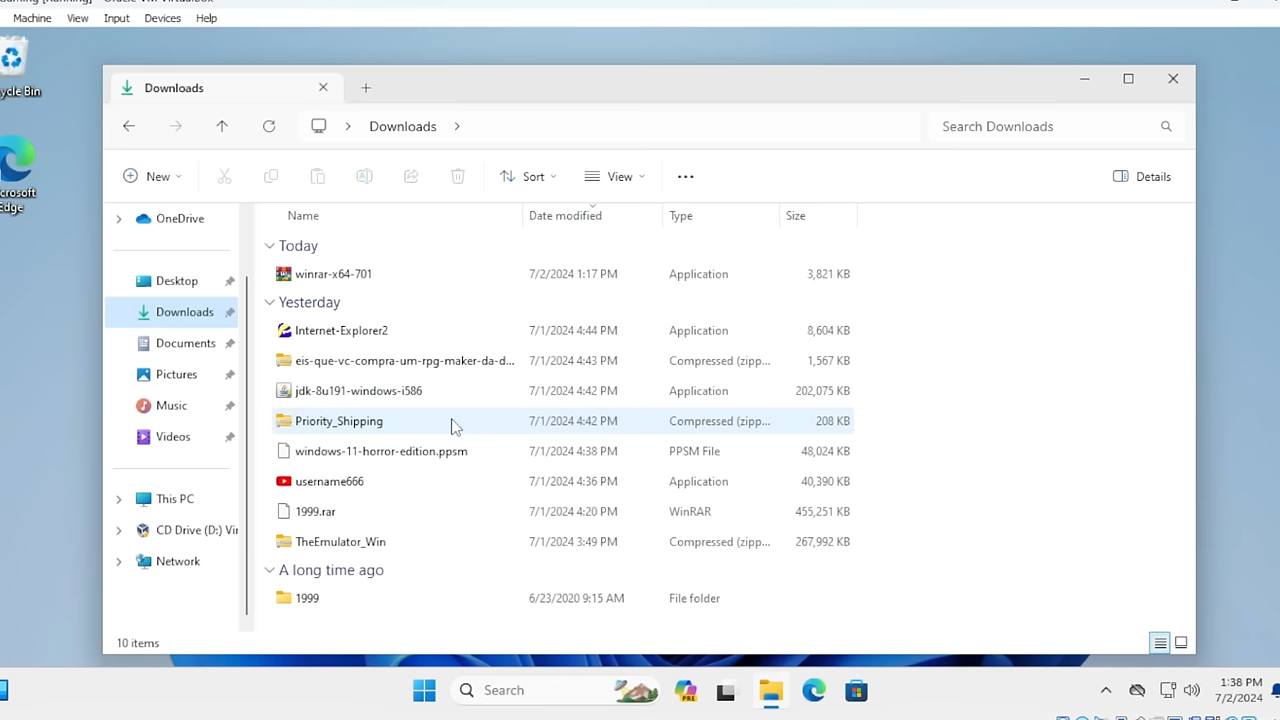 Machine View Input Devices Help
Downloads
Downloads
Search Downloads
New Sort View Details
Name Date modified Type Size
OneDrive
Desktop
Downloads
Documents
Pictures
Music
Videos
This PC
CD Drive (D:) Vir
Network
Today
winrar-x64-701 7/2/2024 1:17 PM Application 3,821 KB
Yesterday
Internet-Explorer2 7/1/2024 4:44 PM Application 8,604 KB
eis-que-vc-compra-um-rpg-maker-da-d... 7/1/2024 4:43 PM Compressed (zipp... 1,567 KB
jdk-8u191-windows-i586 7/1/2024 4:42 PM Application 202,075 KB
Priority_Shipping 7/1/2024 4:42 PM Compressed (zipp... 208 KB
windows-11-horror-edition.ppsm 7/1/2024 4:38 PM PPSM File 48,024 KB
username666 7/1/2024 4:36 PM Application 40,390 KB
1999.rar 7/1/2024 4:20 PM WinRAR 455,251 KB
TheEmulator_Win 7/1/2024 3:49 PM Compressed (zipp... 267,992 KB
A long time ago
1999 6/23/2020 9:15 AM File folder
10 items
ycle Bin
icrosoft
Edge
Search
PRE
1:38 PM
7/2/2024